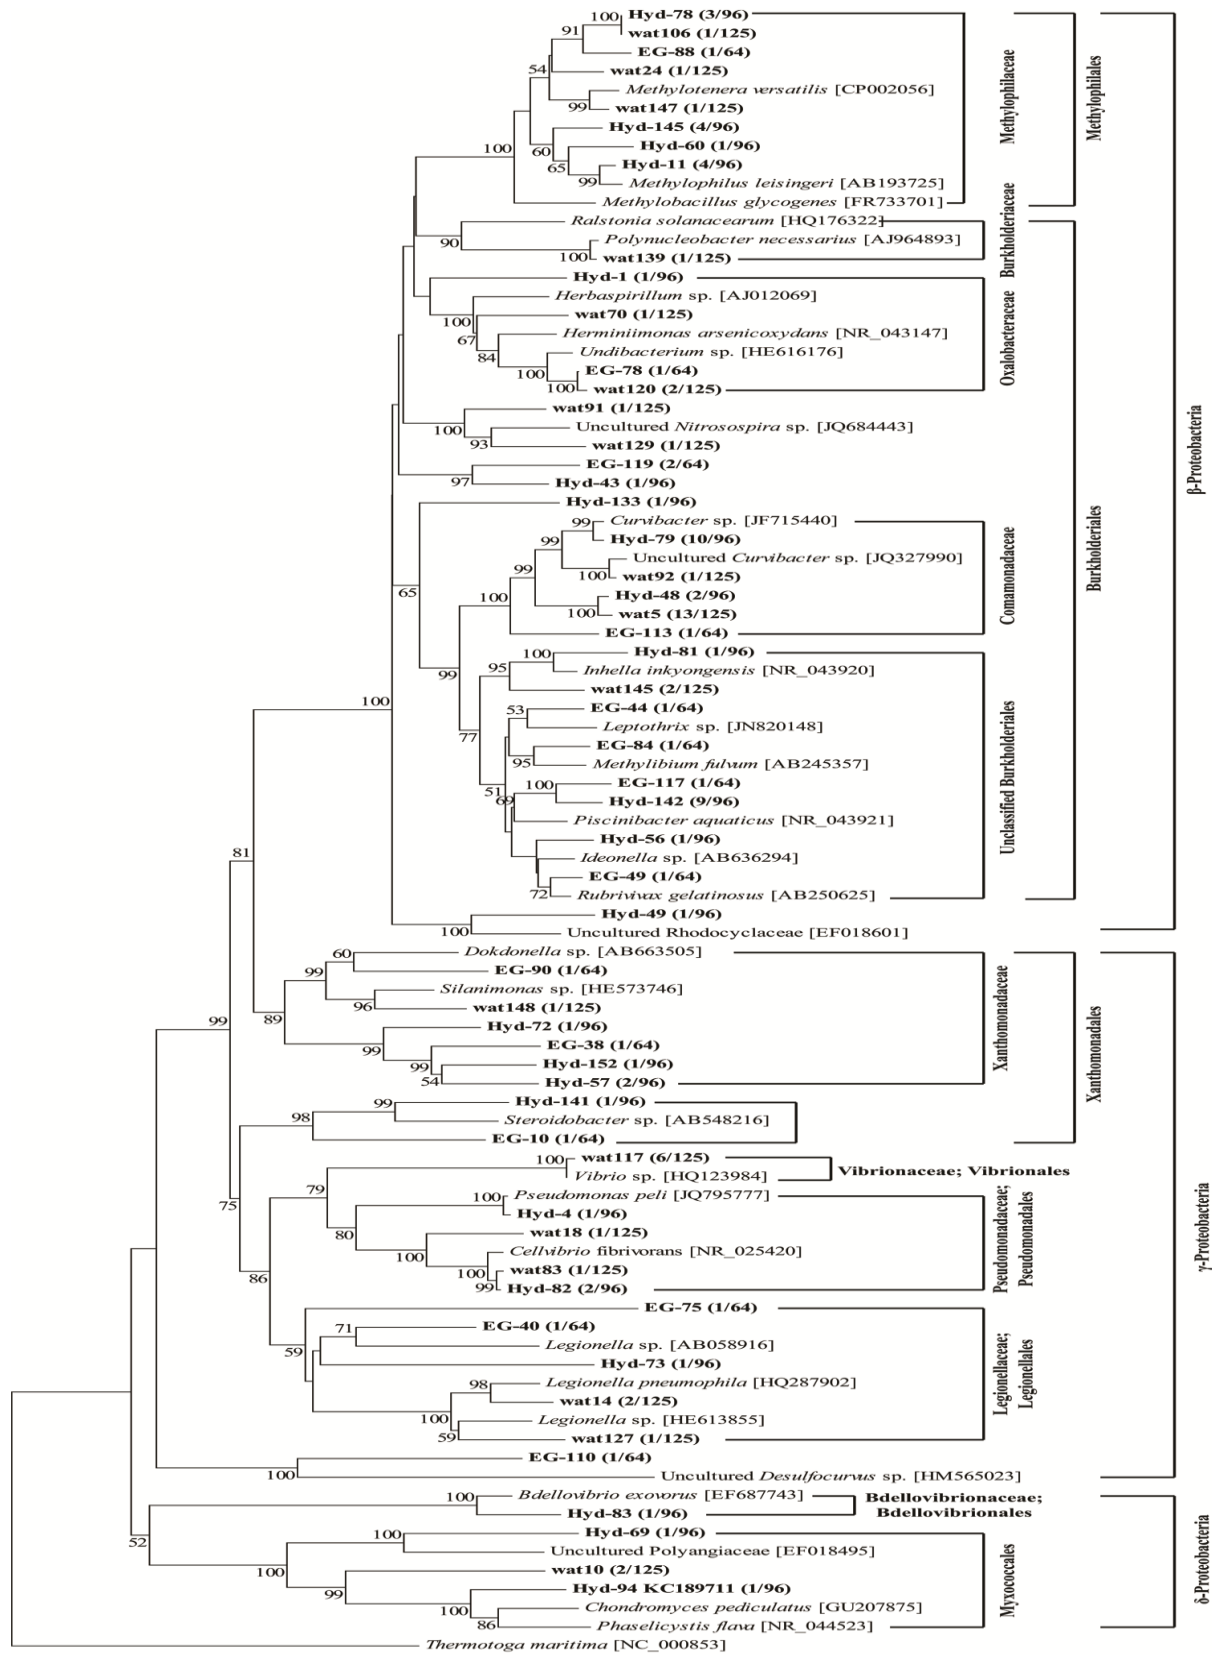 100 Hyd-78 (3/96)
91 wat106 (1/125)
EG-88 (1/64)
54 wat24 (1/125)
Methylotenera versatilis [CP002056]
99 wat147 (1/125)
Hyd-145 (4/96)
100 60 Hyd-60 (1/96)
65 Hyd-11 (4/96)
99 Methylophilus leisingeri [AB193725]
Methylobacillus glycogenes [FR733701]
Methylophilaceae
Methylophilales
Ralstonia solanacearum [HQ176322]
90 Polynucleobacter necessarius [AJ964893]
100 wat139 (1/125)
Burkholderiaceae
Hyd-1 (1/96)
Herbaspirillum sp. [AJ012069]
100 wat70 (1/125)
67 Herminiimonas arsenicoxydans [NR_043147]
84 Undibacterium sp. [HE616176]
100 EG-78 (1/64)
100 wat120 (2/125)
Oxalobacteraceae
wat91 (1/125)
100 Uncultured Nitrosospira sp. [JQ684443]
93 wat129 (1/125)
EG-119 (2/64)
97 Hyd-43 (1/96)
Hyd-133 (1/96)
99 Curvibacter sp. [JF715440]
99 Hyd-79 (10/96)
Uncultured Curvibacter sp. [JQ327990]
99 100 wat92 (1/125)
65 100 Hyd-48 (2/96)
100 wat5 (13/125)
EG-113 (1/64)
Comamonadaceae
Burkholderiales
β-Proteobacteria
100 Hyd-81 (1/96)
99 95 Inhella inkyongensis [NR_043920]
wat145 (2/125)
100 53 EG-44 (1/64)
77 Leptothrix sp. [JN820148]
EG-84 (1/64)
95 Methylibium fulvum [AB245357]
51 100 EG-117 (1/64)
69 Hyd-142 (9/96)
Piscinibacter aquaticus [NR_043921]
Hyd-56 (1/96)
Ideonella sp. [AB636294]
EG-49 (1/64)
72 Rubrivivax gelatinosus [AB250625]
Unclassified Burkholderiales
81
Hyd-49 (1/96)
100 Uncultured Rhodocyclaceae [EF018601]
60 Dokdonella sp. [AB663505]
99 EG-90 (1/64)
Silanimonas sp. [HE573746]
96 wat148 (1/125)
99 89 Hyd-72 (1/96)
99 EG-38 (1/64)
99 Hyd-152 (1/96)
54 Hyd-57 (2/96)
Xanthomonadaceae
Xanthomonadales
99 Hyd-141 (1/96)
98 Steroidobacter sp. [AB548216]
EG-10 (1/64)
100 wat117 (6/125)
Vibrio sp. [HQ123984]
Vibrionaceae; Vibrionales
79 100 Pseudomonas peli [JQ795777]
75 Hyd-4 (1/96)
80 wat18 (1/125)
100 Cellvibrio fibrivorans [NR_025420]
86 100 wat83 (1/125)
99 Hyd-82 (2/96)
Pseudomonadaceae;
Pseudomonadales
γ-Proteobacteria
EG-75 (1/64)
71 EG-40 (1/64)
59 Legionella sp. [AB058916]
Hyd-73 (1/96)
98 Legionella pneumophila [HQ287902]
wat14 (2/125)
100 Legionella sp. [HE613855]
59 wat127 (1/125)
Legionellaceae;
Legionellales
EG-110 (1/64)
100 Uncultured Desulfocurvus sp. [HM565023]
100 Bdellovibrio exovorus [EF687743]
Hyd-83 (1/96)
Bdellovibrionaceae;
Bdellovibrionales
52 100 Hyd-69 (1/96)
Uncultured Polyangiaceae [EF018495]
100 wat10 (2/125)
99 Hyd-94 KC189711 (1/96)
100 Chondromyces pediculatus [GU207875]
86 Phaselicystis flava [NR_044523]
Myxococcales
δ-Proteobacteria
Thermotoga maritima [NC_000853]